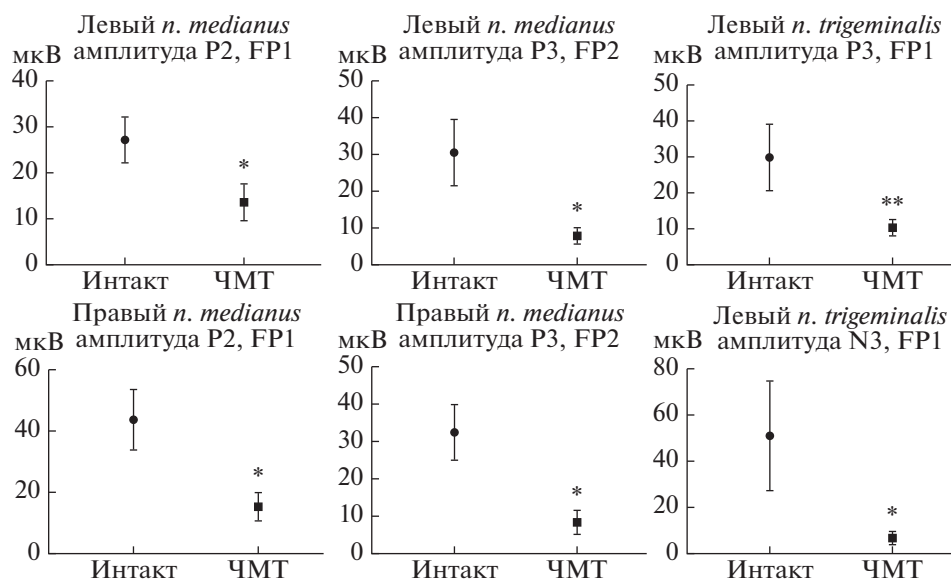 Левый n. medianus
амплитуда P2, FP1
мкВ
40
30
20
10
0
*
Интакт ЧМТ
Левый n. medianus
амплитуда P3, FP2
мкВ
50
40
30
20
10
0
*
Интакт ЧМТ
Левый n. trigeminalis
амплитуда P3, FP1
мкВ
50
40
30
20
10
0
**
Интакт ЧМТ
Правый n. medianus
амплитуда P2, FP1
мкВ
60
40
20
0
*
Интакт ЧМТ
Правый n. medianus
амплитуда P3, FP2
мкВ
50
40
30
20
10
0
*
Интакт ЧМТ
Левый n. trigeminalis
амплитуда N3, FP1
мкВ
80
60
40
20
0
*
Интакт ЧМТ